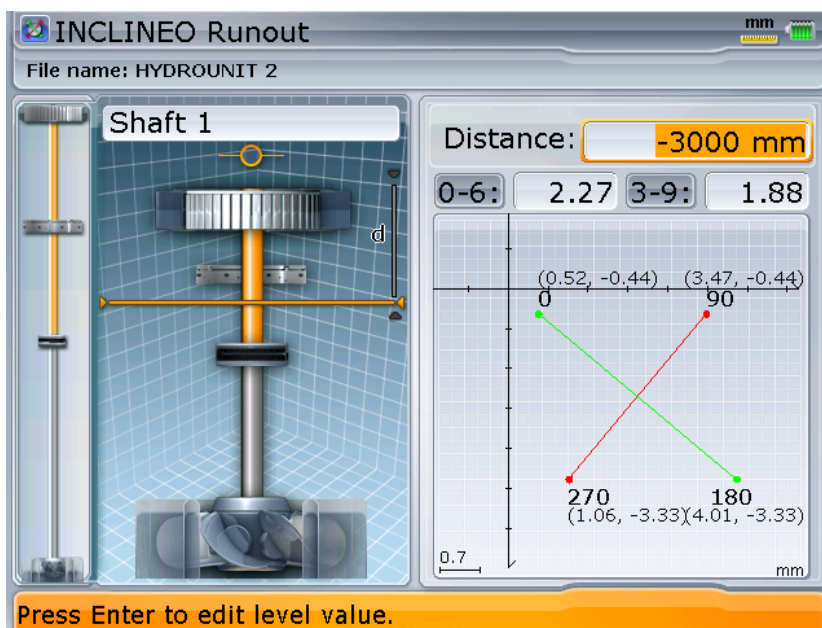 INCLINEO Runout
mm
File name: HYDROUNIT 2
Shaft 1
d
Distance: -3000 mm
0-6: 2.27 3-9: 1.88
(0.52, -0.44) (3.47, -0.44)
0 90
270 180
(1.06, -3.33) (4.01, -3.33)
0.7
mm
Press Enter to edit level value.